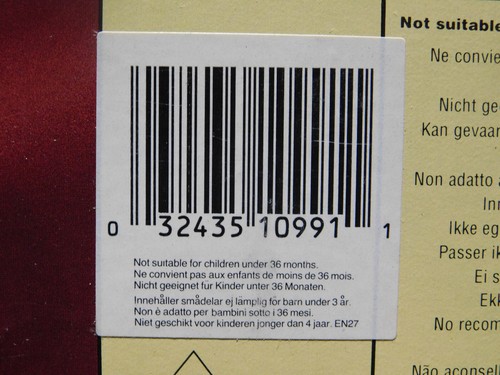 0 32435 10991 1
Not suitable for children under 36 months.
Ne convient pas aux enfants de moins de 36 mois.
Nicht geeignet für Kinder unter 36 Monaten.
Innehåller smådelar ej lämplig för barn under 3 år.
Non è adatto per bambini sotto i 36 mesi.
Niet geschikt voor kinderen jonger dan 4 jaar. EN27
Not suitable
Ne convie
Nicht ge
Kan gevaar
Non adatto a
Inn
Ikke eg
Passer ik
Ei s
Ekk
No recom
Não aconsell